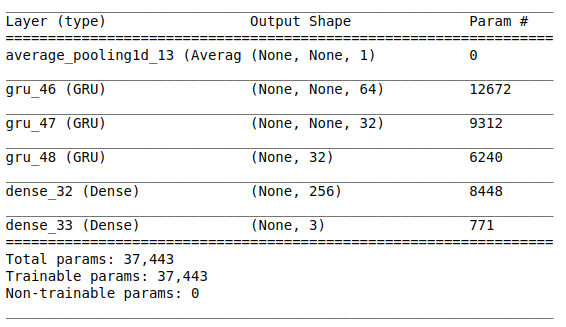 Layer (type) Output Shape Param #
=================================================================
average_pooling1d_13 (Averag (None, None, 1) 0
gru_46 (GRU) (None, None, 64) 12672
gru_47 (GRU) (None, None, 32) 9312
gru_48 (GRU) (None, 32) 6240
dense_32 (Dense) (None, 256) 8448
dense_33 (Dense) (None, 3) 771
=================================================================
Total params: 37,443
Trainable params: 37,443
Non-trainable params: 0